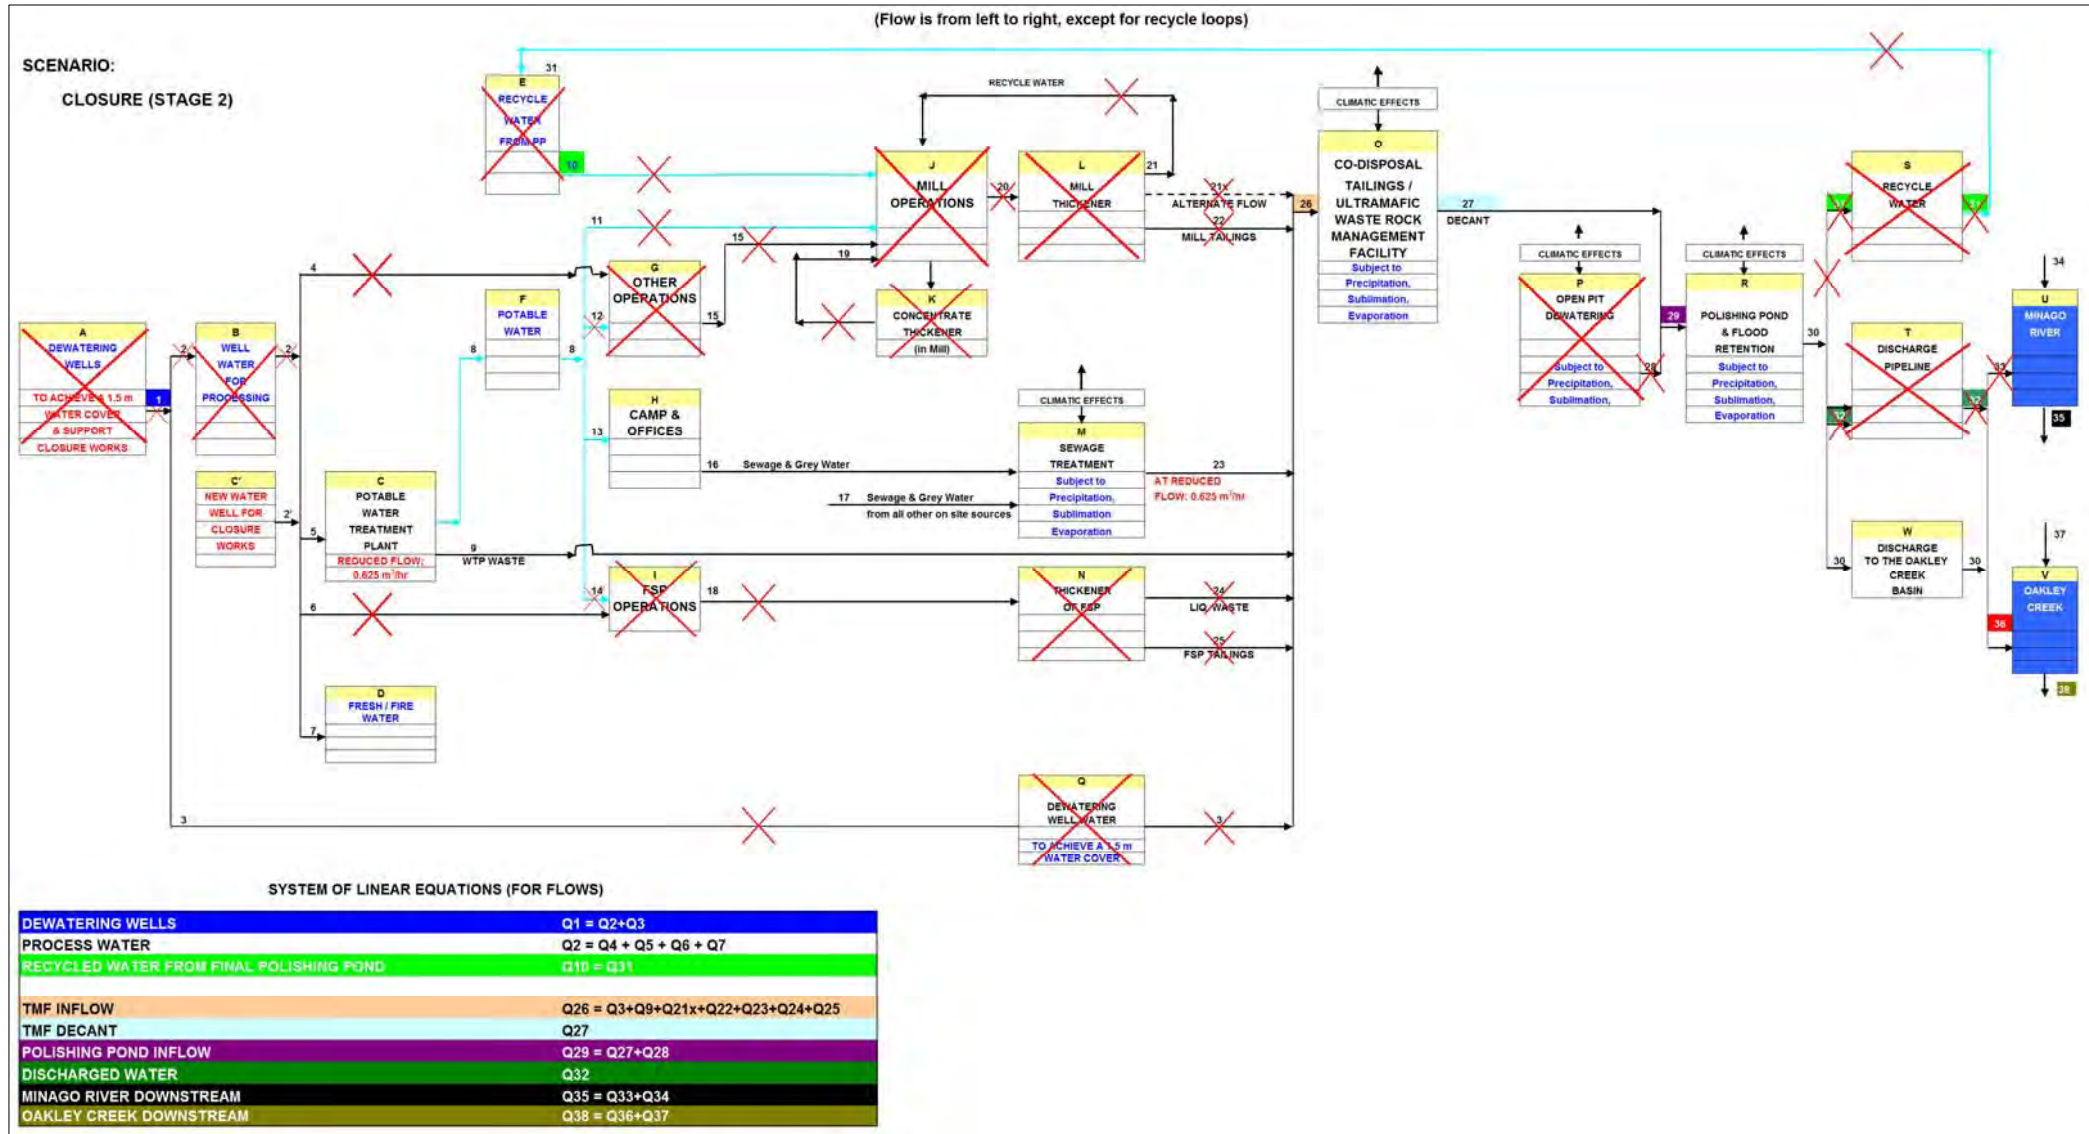 (Flow is from left to right, except for recycle loops)
SCENARIO:
CLOSURE (STAGE 2)
E
RECYCLE
WATER
FROM PP
31
10
RECYCLE WATER
J
MILL
OPERATIONS
20
L
MILL
THICKENER
21
21x
ALTERNATE FLOW
22
MILL TAILINGS
26
CLIMATIC EFFECTS
O
CO-DISPOSAL
TAILINGS /
ULTRAMAFIC
WASTE ROCK
MANAGEMENT
FACILITY
Subject to
Precipitation,
Sublimation,
Evaporation
27
DECANT
11
15
19
4
G
OTHER
OPERATIONS
12
15
K
CONCENTRATE
THICKENER
(in Mill)
F
POTABLE
WATER
8
8
A
DEWATERING
WELLS
TO ACHIEVE A 1.5 m
WATER COVER
& SUPPORT
CLOSURE WORKS
1
2
B
WELL
WATER
FOR
PROCESSING
2
C'
NEW WATER
WELL FOR
CLOSURE
WORKS
2'
5
C
POTABLE
WATER
TREATMENT
PLANT
REDUCED FLOW;
0.625 m³/hr
9
WTP WASTE
6
7
D
FRESH / FIRE
WATER
13
H
CAMP &
OFFICES
16 Sewage & Grey Water
17 Sewage & Grey Water
from all other on site sources
CLIMATIC EFFECTS
M
SEWAGE
TREATMENT
Subject to
Precipitation,
Sublimation
Evaporation
23
AT REDUCED
FLOW: 0.625 m³/hr
14
I
FSP
OPERATIONS
18
N
THICKENER
OF FSP
24
LIQ. WASTE
25
FSP TAILINGS
3
Q
DEWATERING
WELL WATER
TO ACHIEVE A 1.5 m
WATER COVER
3
CLIMATIC EFFECTS
P
OPEN PIT
DEWATERING
Subject to
Precipitation,
Sublimation,
28
29
CLIMATIC EFFECTS
R
POLISHING POND
& FLOOD
RETENTION
Subject to
Precipitation,
Sublimation,
Evaporation
30
31
S
RECYCLE
WATER
31
32
T
DISCHARGE
PIPELINE
32
33
34
U
MINAGO
RIVER
35
30
W
DISCHARGE
TO THE OAKLEY
CREEK
BASIN
30
36
37
V
OAKLEY
CREEK
38
SYSTEM OF LINEAR EQUATIONS (FOR FLOWS)
DEWATERING WELLS Q1 = Q2+Q3
PROCESS WATER Q2 = Q4 + Q5 + Q6 + Q7
RECYCLED WATER FROM FINAL POLISHING POND Q10 = Q31
TMF INFLOW Q26 = Q3+Q9+Q21x+Q22+Q23+Q24+Q25
TMF DECANT Q27
POLISHING POND INFLOW Q29 = Q27+Q28
DISCHARGED WATER Q32
MINAGO RIVER DOWNSTREAM Q35 = Q33+Q34
OAKLEY CREEK DOWNSTREAM Q38 = Q36+Q37